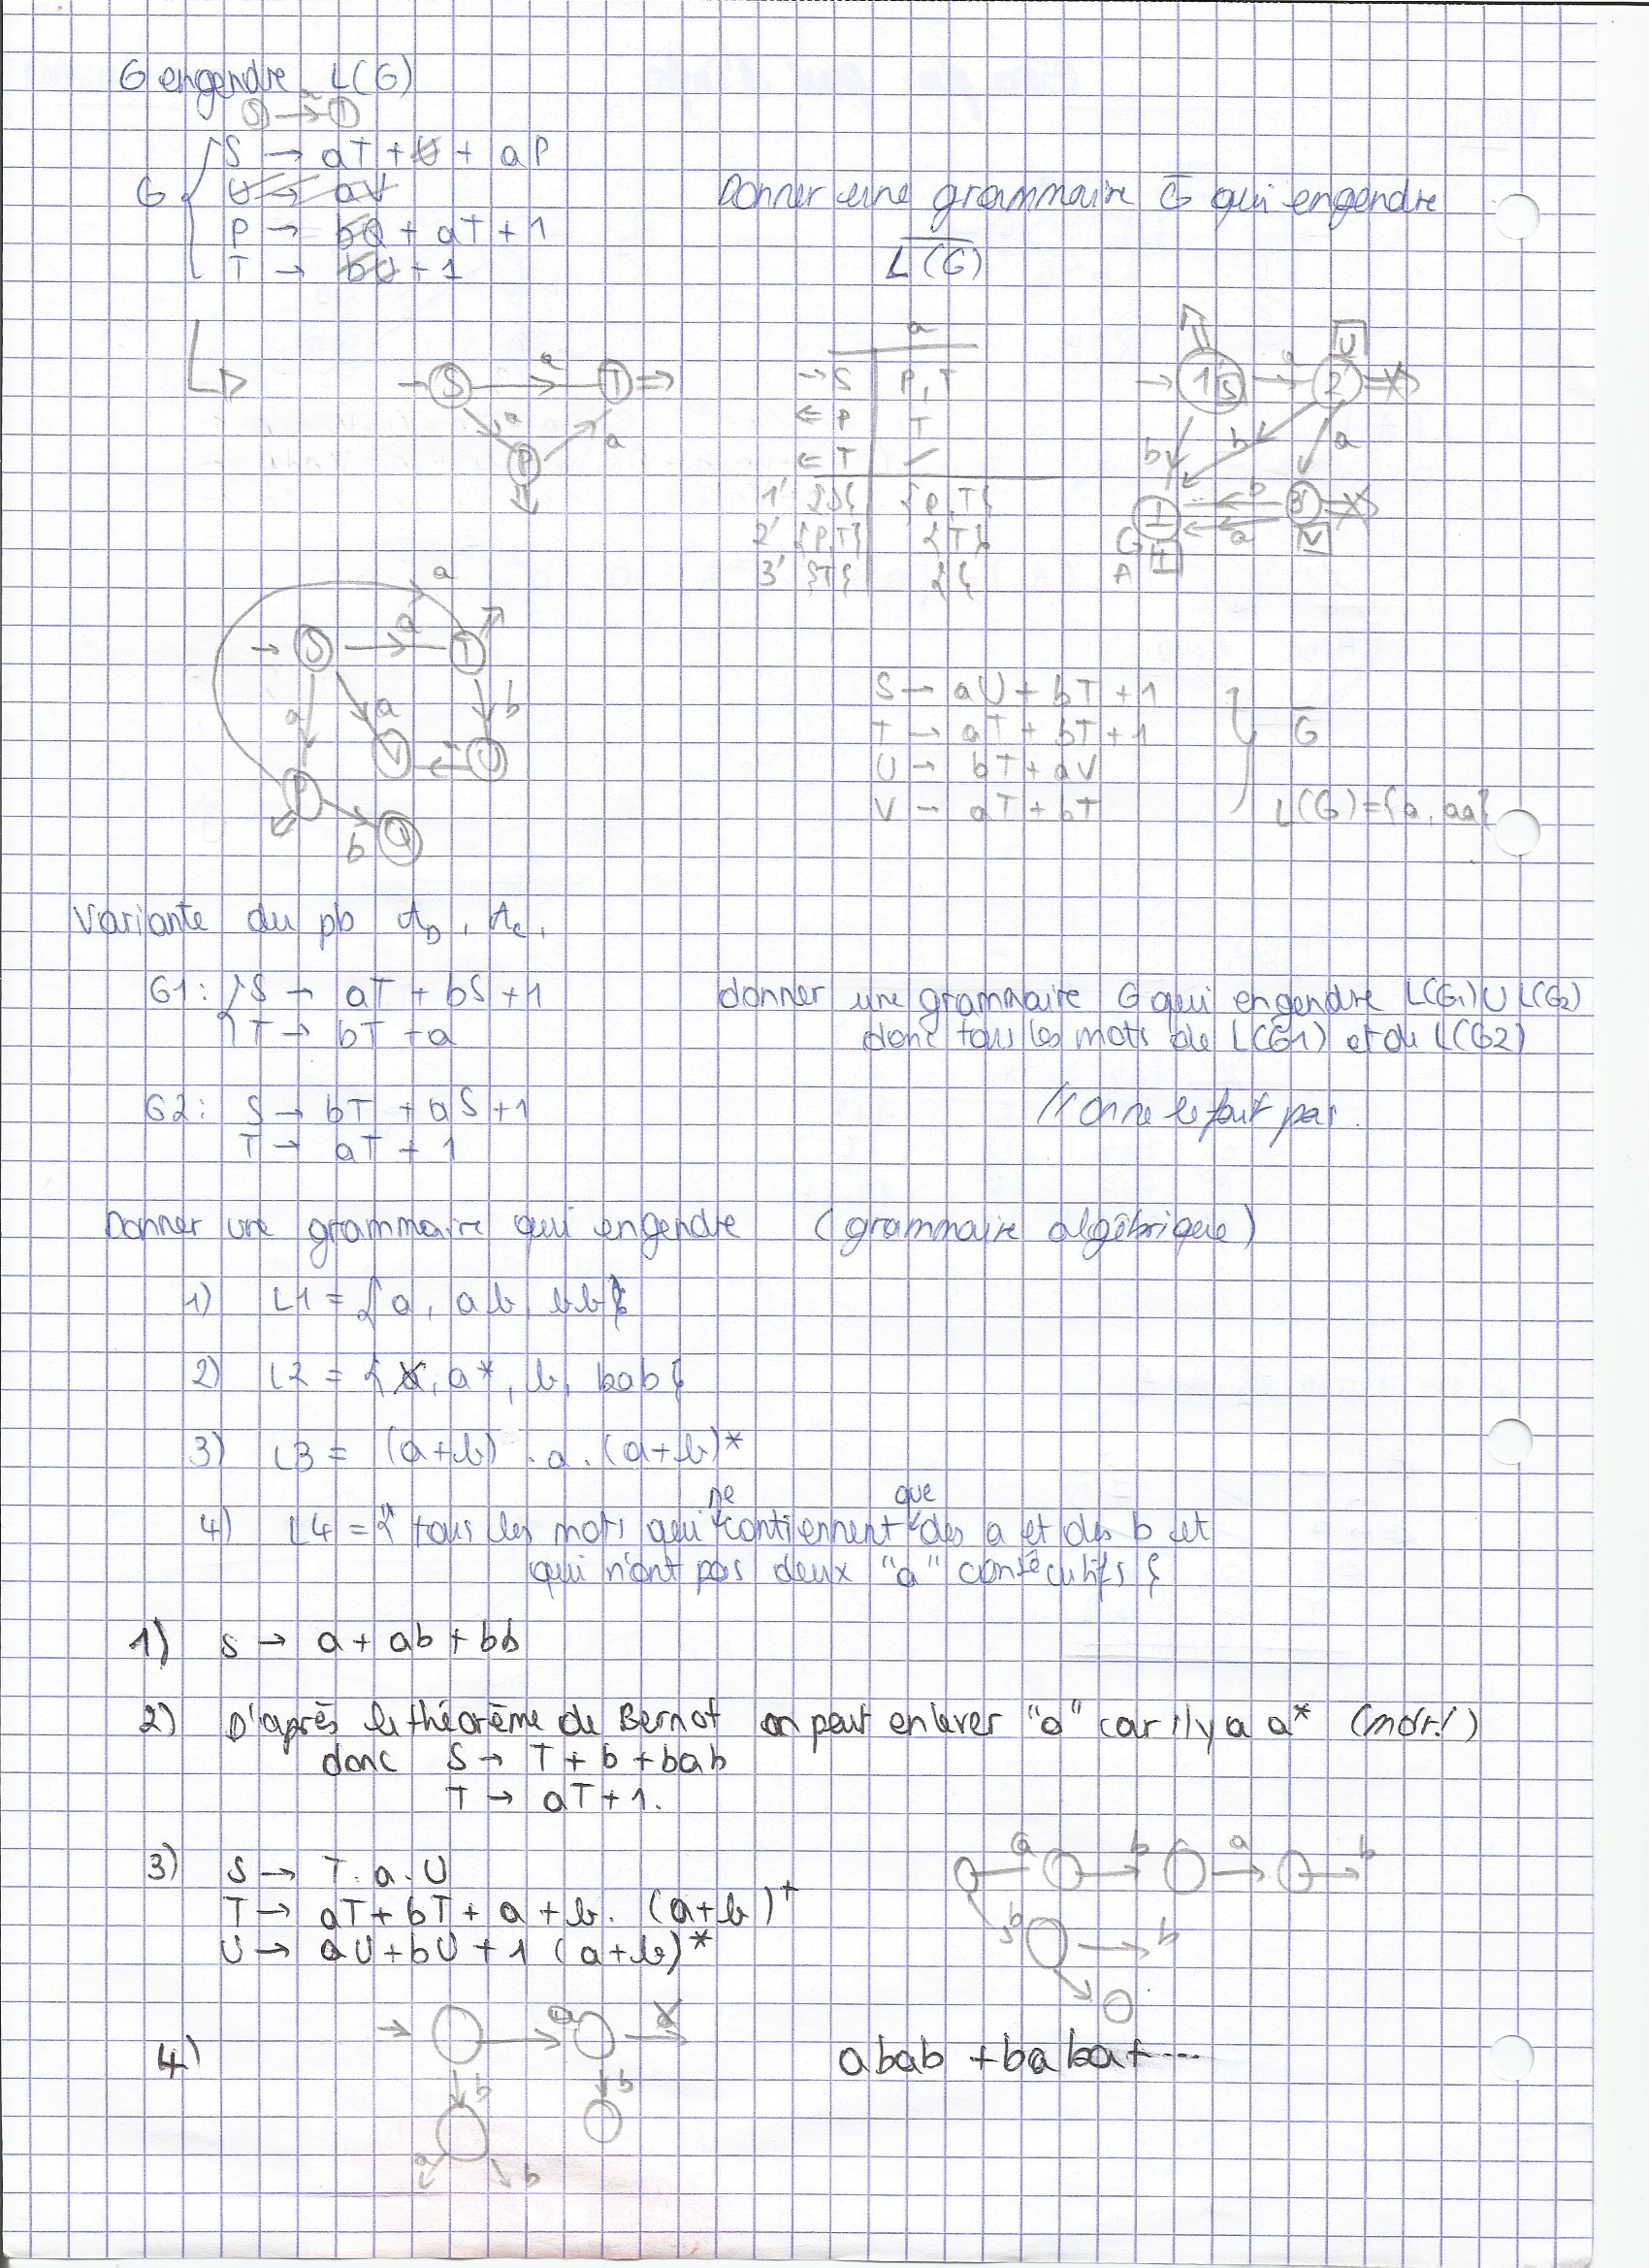 G engendre L(G)
S → T
G { S → aT + U + aP
U → aV
P → bQ + aT + 1
T → bU + 1
Donner une grammaire G̅ qui engendre
L(G)
a
→S P, T
⇐ P T
⇐ T
1' {S} {P,T}
2' {P,T} {T}
3' {T} { }
S a T
a P a
1 S a 2 U
b b a
⊥ b 3 V
a
T
a
S a T
a a b
V U
P b Q
S → aU + bT + 1
T → aT + bT + 1
U → bT + aV
V → aT + bT
G̅
L(G) = {a, aa}
Variante du pb A_D, A_C,
G1 : { S → aT + bS + 1
T → bT + a
donner une grammaire G qui engendre L(G1) U L(G2)
donc tous les mots de L(G1) et du L(G2)
G2 : S → bT + aS + 1
T → aT + 1
// on ne le fait pas.
Donner une grammaire qui engendre (grammaire algébrique)
1) L1 = { a, ab, bb }
2) L2 = { a, a*, b, bab }
3) L3 = (a+b) . a . (a+b)*
4) L4 = { tous les mots qui ne contiennent que des a et des b et
qui n'ont pas deux "a" consécutifs }
1) S → a + ab + bb
2) D'après le théorème de Bernot on peut enlever "a" car il y a a* (mdr!)
donc S → T + b + bab
T → aT + 1.
3) S → T . a . U
T → aT + bT + a + b. (a+b)⁺
U → aU + bU + 1 (a+b)*
a b a b
b b
4)
a a
b b
a b
abab + baba + ...